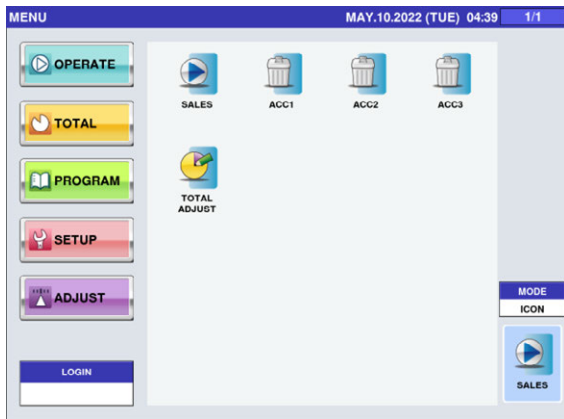 MENU
MAY.10.2022 (TUE) 04:39
1/1
OPERATE
TOTAL
PROGRAM
SETUP
ADJUST
LOGIN
SALES
ACC1
ACC2
ACC3
TOTAL
ADJUST
MODE
ICON
SALES